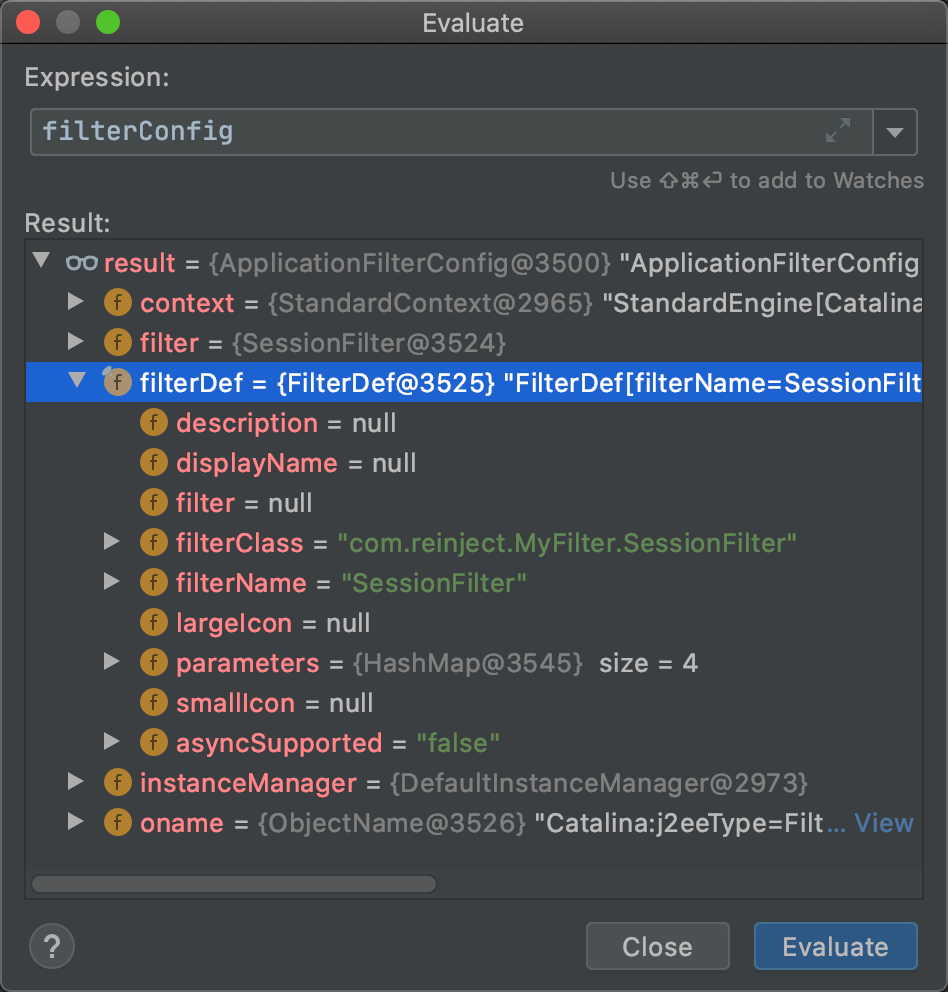 Evaluate
Expression:
filterConfig
Use ⇧⌘⏎ to add to Watches
Result:
result = {ApplicationFilterConfig@3500} "ApplicationFilterConfig
f context = {StandardContext@2965} "StandardEngine[Catalina
f filter = {SessionFilter@3524}
f filterDef = {FilterDef@3525} "FilterDef[filterName=SessionFilt
f description = null
f displayName = null
f filter = null
f filterClass = "com.reinject.MyFilter.SessionFilter"
f filterName = "SessionFilter"
f largeIcon = null
f parameters = {HashMap@3545} size = 4
f smallIcon = null
f asyncSupported = "false"
f instanceManager = {DefaultInstanceManager@2973}
f oname = {ObjectName@3526} "Catalina:j2eeType=Filt... View
? Close Evaluate